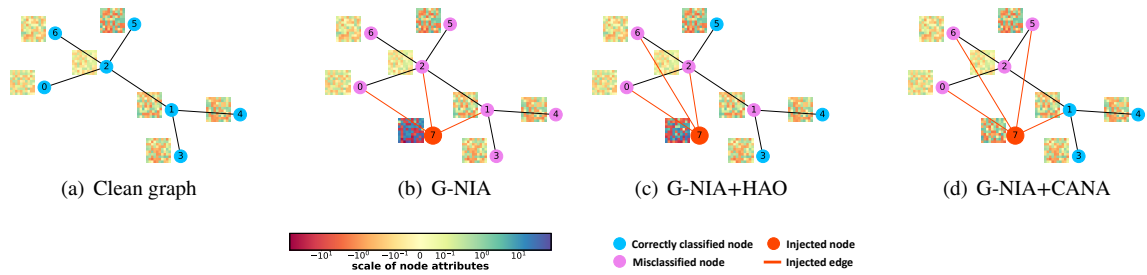 6 5 2 0 1 4 3
6 5 2 0 1 4 7 3
6 5 2 0 1 4 7 3
6 5 2 0 1 4 7 3
(a) Clean graph (b) G-NIA (c) G-NIA+HAO (d) G-NIA+CANA
−10¹ −10⁰ −10⁻¹ 0 10⁻¹ 10⁰ 10¹
scale of node attributes
Correctly classified node Injected node
Misclassified node Injected edge